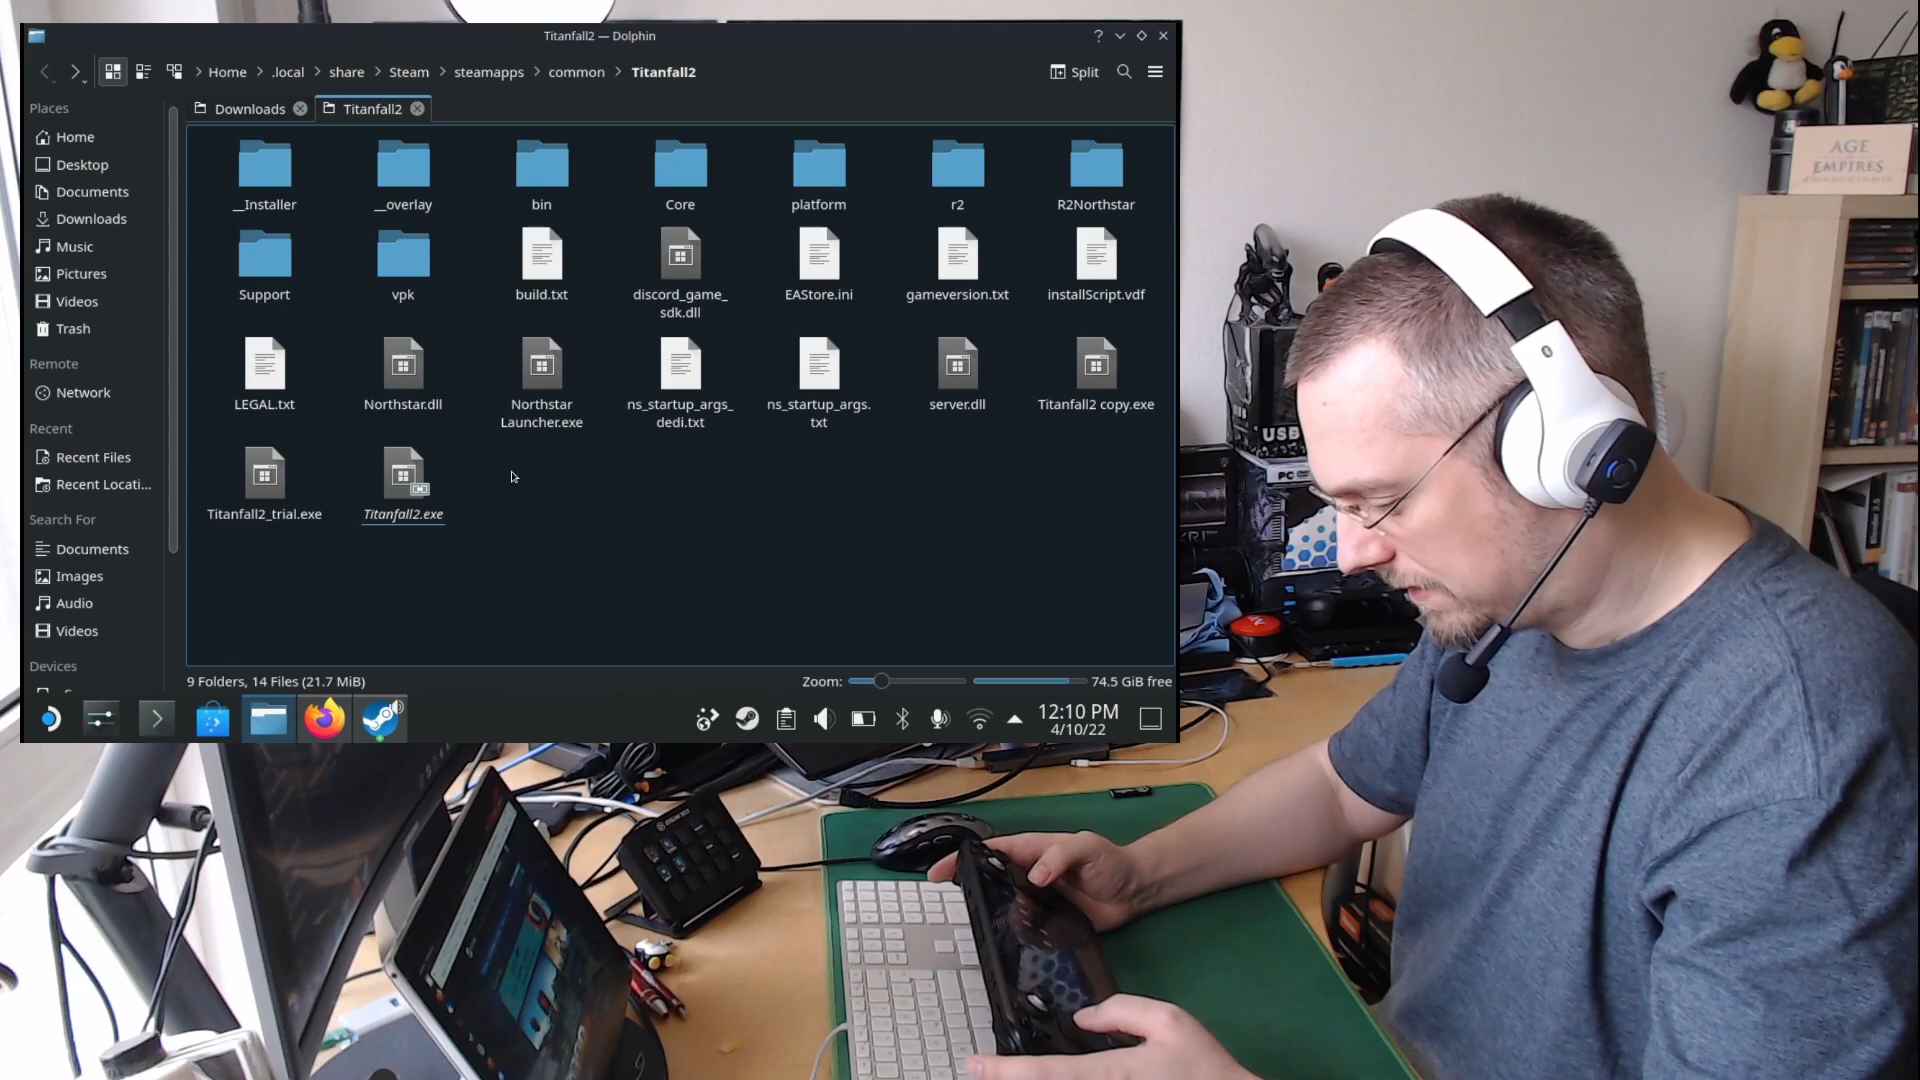 Titanfall2 — Dolphin
Home > .local > share > Steam > steamapps > common > Titanfall2
Split
Downloads
Titanfall2
Places
Home
Desktop
Documents
Downloads
Music
Pictures
Videos
Trash
Remote
Network
Recent
Recent Files
Recent Locati...
Search For
Documents
Images
Audio
Videos
Devices
__Installer
__overlay
bin
Core
platform
r2
R2Northstar
Support
vpk
build.txt
discord_game_
sdk.dll
EAStore.ini
gameversion.txt
installScript.vdf
LEGAL.txt
Northstar.dll
Northstar
Launcher.exe
ns_startup_args_
dedi.txt
ns_startup_args.
txt
server.dll
Titanfall2 copy.exe
Titanfall2_trial.exe
Titanfall2.exe
9 Folders, 14 Files (21.7 MiB)
Zoom:
74.5 GiB free
12:10 PM
4/10/22
AGE
EMPIRES
USB
PC